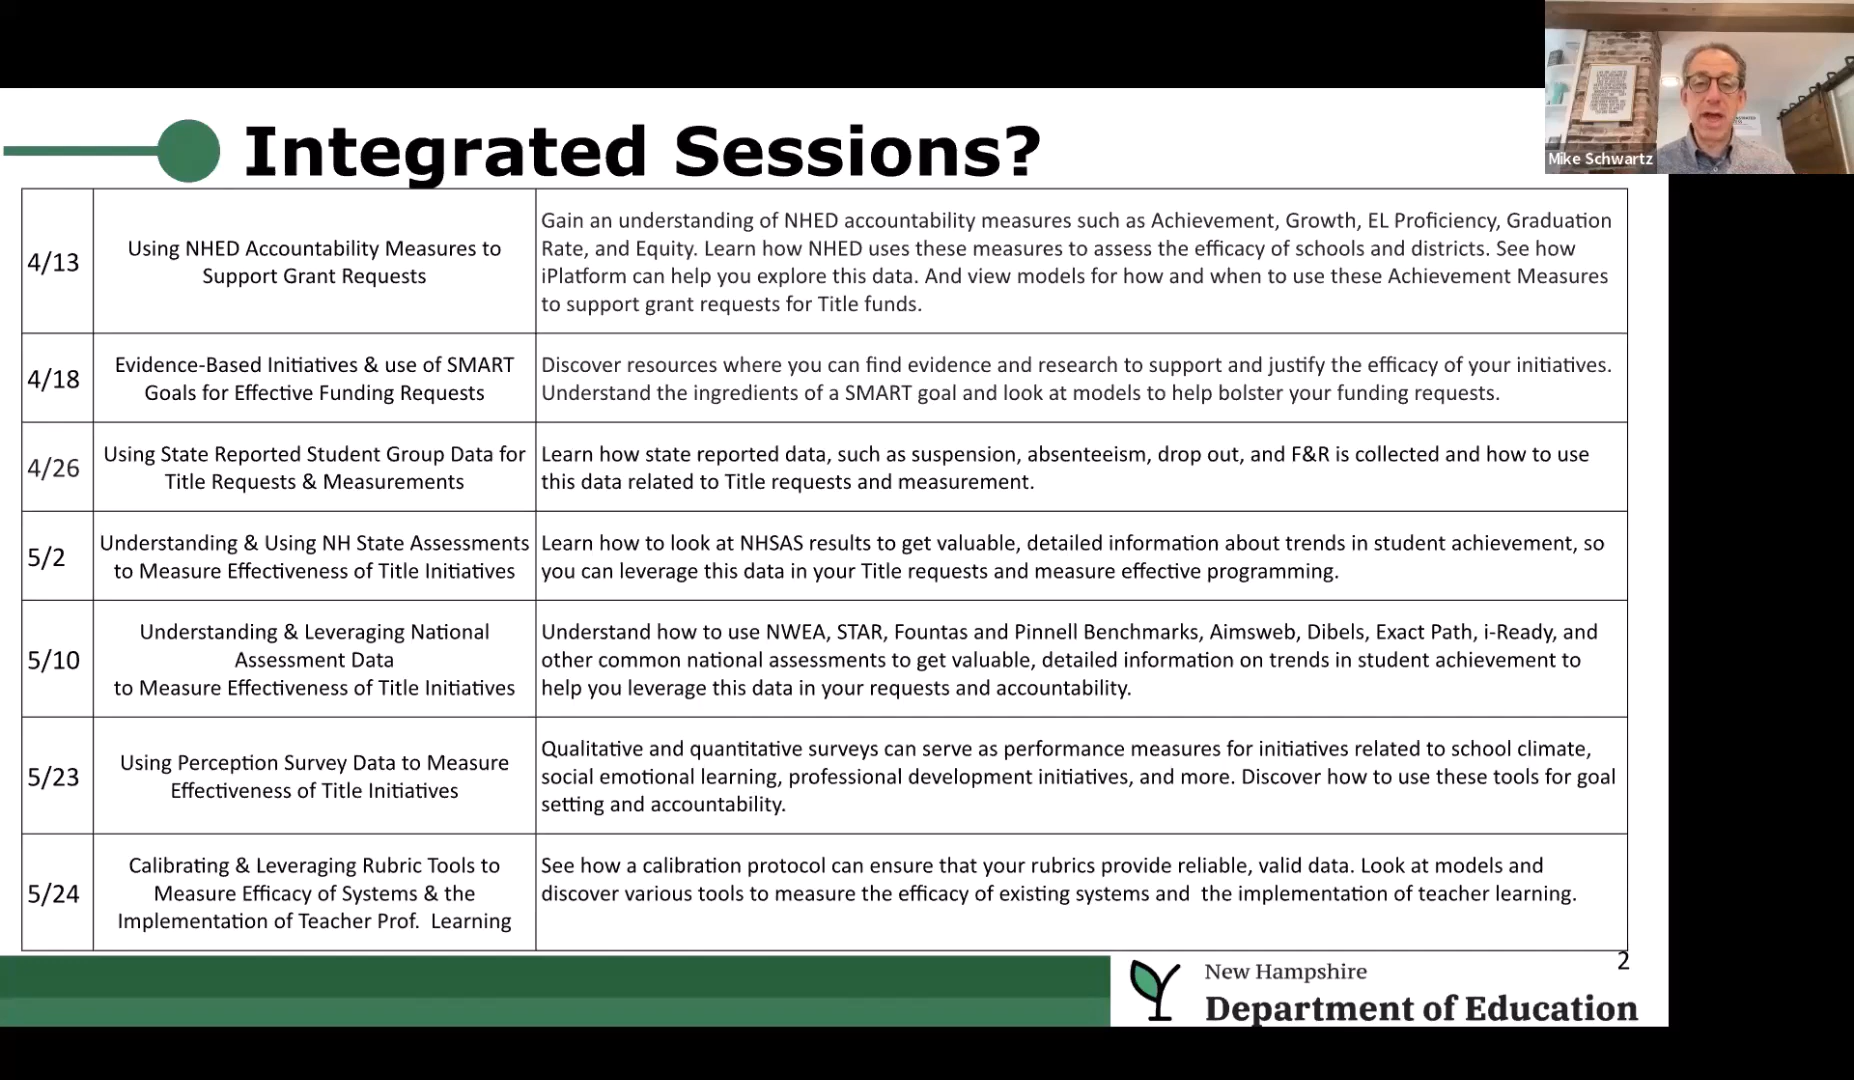 Mike Schwartz
Integrated Sessions?
4/13
Using NHED Accountability Measures to
Support Grant Requests
Gain an understanding of NHED accountability measures such as Achievement, Growth, EL Proficiency, Graduation
Rate, and Equity. Learn how NHED uses these measures to assess the efficacy of schools and districts. See how
iPlatform can help you explore this data. And view models for how and when to use these Achievement Measures
to support grant requests for Title funds.
4/18
Evidence-Based Initiatives & use of SMART
Goals for Effective Funding Requests
Discover resources where you can find evidence and research to support and justify the efficacy of your initiatives.
Understand the ingredients of a SMART goal and look at models to help bolster your funding requests.
4/26
Using State Reported Student Group Data for
Title Requests & Measurements
Learn how state reported data, such as suspension, absenteeism, drop out, and F&R is collected and how to use
this data related to Title requests and measurement.
5/2
Understanding & Using NH State Assessments
to Measure Effectiveness of Title Initiatives
Learn how to look at NHSAS results to get valuable, detailed information about trends in student achievement, so
you can leverage this data in your Title requests and measure effective programming.
5/10
Understanding & Leveraging National
Assessment Data
to Measure Effectiveness of Title Initiatives
Understand how to use NWEA, STAR, Fountas and Pinnell Benchmarks, Aimsweb, Dibels, Exact Path, i-Ready, and
other common national assessments to get valuable, detailed information on trends in student achievement to
help you leverage this data in your requests and accountability.
5/23
Using Perception Survey Data to Measure
Effectiveness of Title Initiatives
Qualitative and quantitative surveys can serve as performance measures for initiatives related to school climate,
social emotional learning, professional development initiatives, and more. Discover how to use these tools for goal
setting and accountability.
5/24
Calibrating & Leveraging Rubric Tools to
Measure Efficacy of Systems & the
Implementation of Teacher Prof. Learning
See how a calibration protocol can ensure that your rubrics provide reliable, valid data. Look at models and
discover various tools to measure the efficacy of existing systems and the implementation of teacher learning.
2
New Hampshire
Department of Education